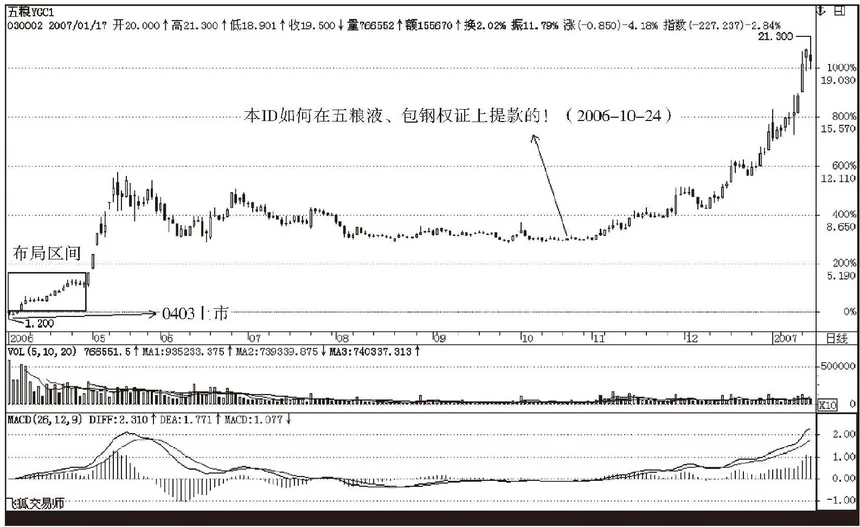 五粮YGC1
030002 2007/01/17 开20.000↑高21.300↑低18.901↑收19.500↓量766552↑额155670↑换2.02% 振11.79% 涨(-0.850)-4.18% 指数(-227.237)-2.84%
21.300
1000%
19.030
本ID如何在五粮液、包钢权证上提款的！（2006-10-24）
800%
15.570
600%
12.110
400%
8.650
布局区间
200%
5.190
0403上市
0%
1.200
2006 05 06 07 08 09 10 11 12 2007 日线
VOL(5,10,20) 766551.5↑MA1:935233.375↑MA2:739339.875↓MA3:740337.313↑
500000
0
X10
MACD(26,12,9) DIFF:2.310↑DEA:1.771↑MACD:1.077↓
2.00
1.00
0.00
-1.00
飞狐交易师